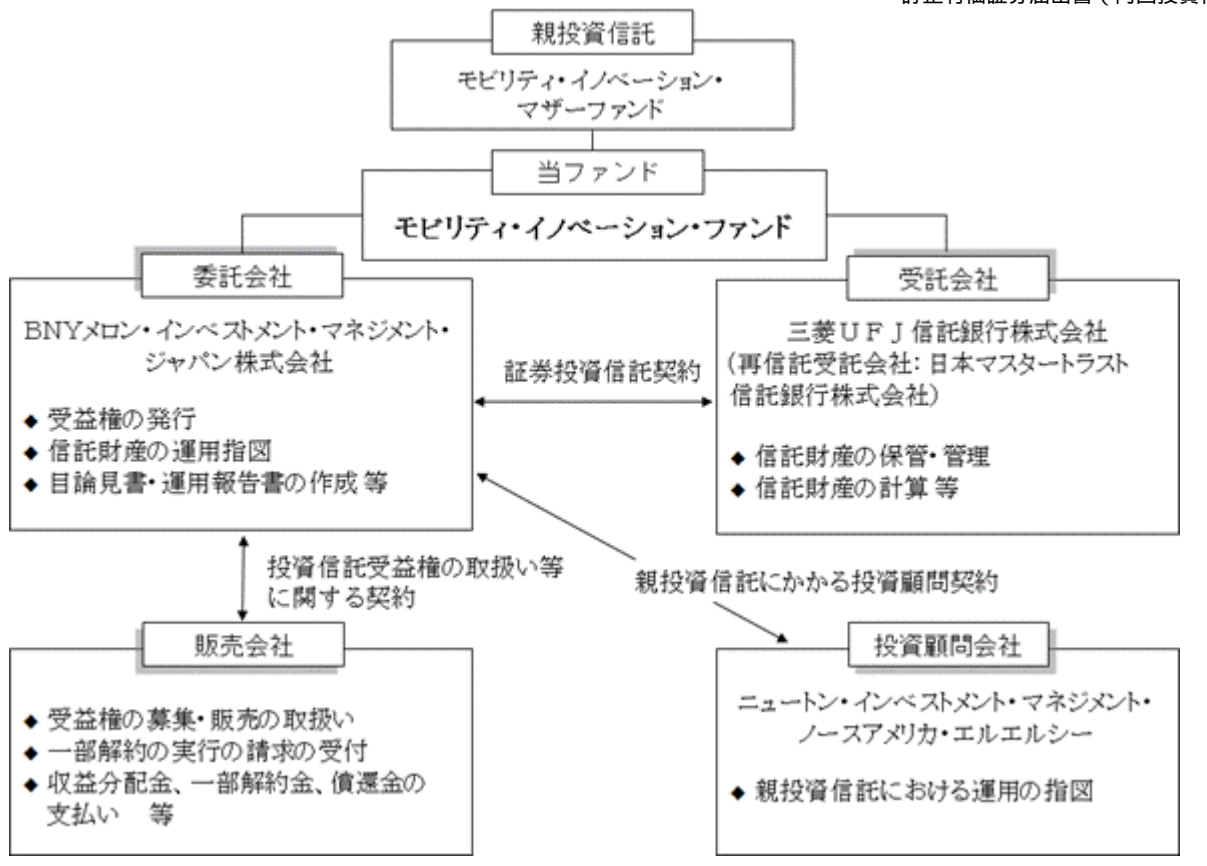 親投資信託
モビリティ・イノベーション・
マザーファンド
当ファンド
モビリティ・イノベーション・ファンド
委託会社
BNYメロン・インベストメント・マネジメント・
ジャパン株式会社
◆ 受益権の発行
◆ 信託財産の運用指図
◆ 目論見書・運用報告書の作成 等
証券投資信託契約
受託会社
三菱UFJ信託銀行株式会社
(再信託受託会社: 日本マスタートラスト
信託銀行株式会社)
◆ 信託財産の保管・管理
◆ 信託財産の計算 等
投資信託受益権の取扱い等
に関する契約
親投資信託にかかる投資顧問契約
販売会社
◆ 受益権の募集・販売の取扱い
◆ 一部解約の実行の請求の受付
◆ 収益分配金、一部解約金、償還金の
支払い 等
投資顧問会社
ニュートン・インベストメント・マネジメント・
ノースアメリカ・エルエルシー
◆ 親投資信託における運用の指図